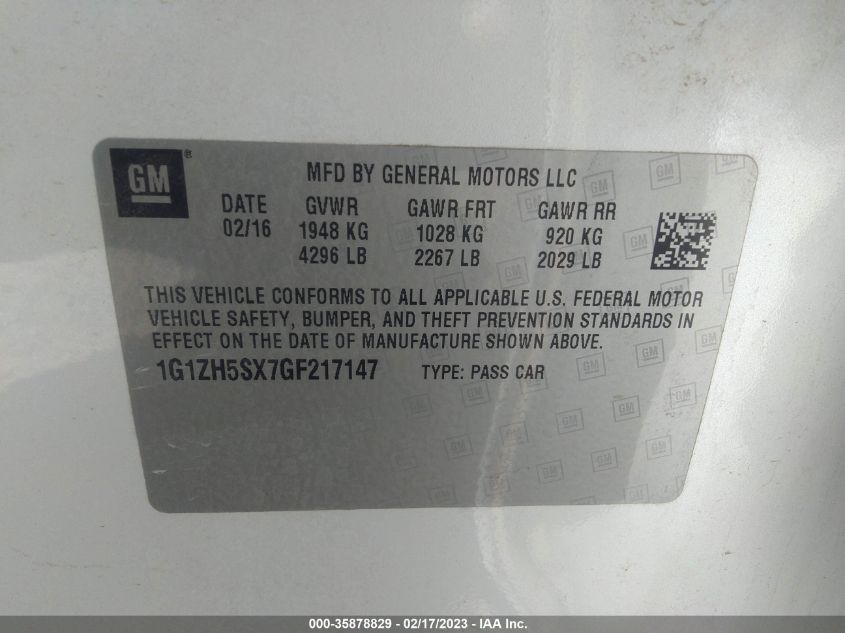 GM ®
MFD BY GENERAL MOTORS LLC
DATE GVWR GAWR FRT GAWR RR
02/16 1948 KG 1028 KG 920 KG
4296 LB 2267 LB 2029 LB
THIS VEHICLE CONFORMS TO ALL APPLICABLE U.S. FEDERAL MOTOR
VEHICLE SAFETY, BUMPER, AND THEFT PREVENTION STANDARDS IN
EFFECT ON THE DATE OF MANUFACTURE SHOWN ABOVE.
1G1ZH5SX7GF217147 TYPE: PASS CAR
000-35878829 - 02/17/2023 - IAA Inc.